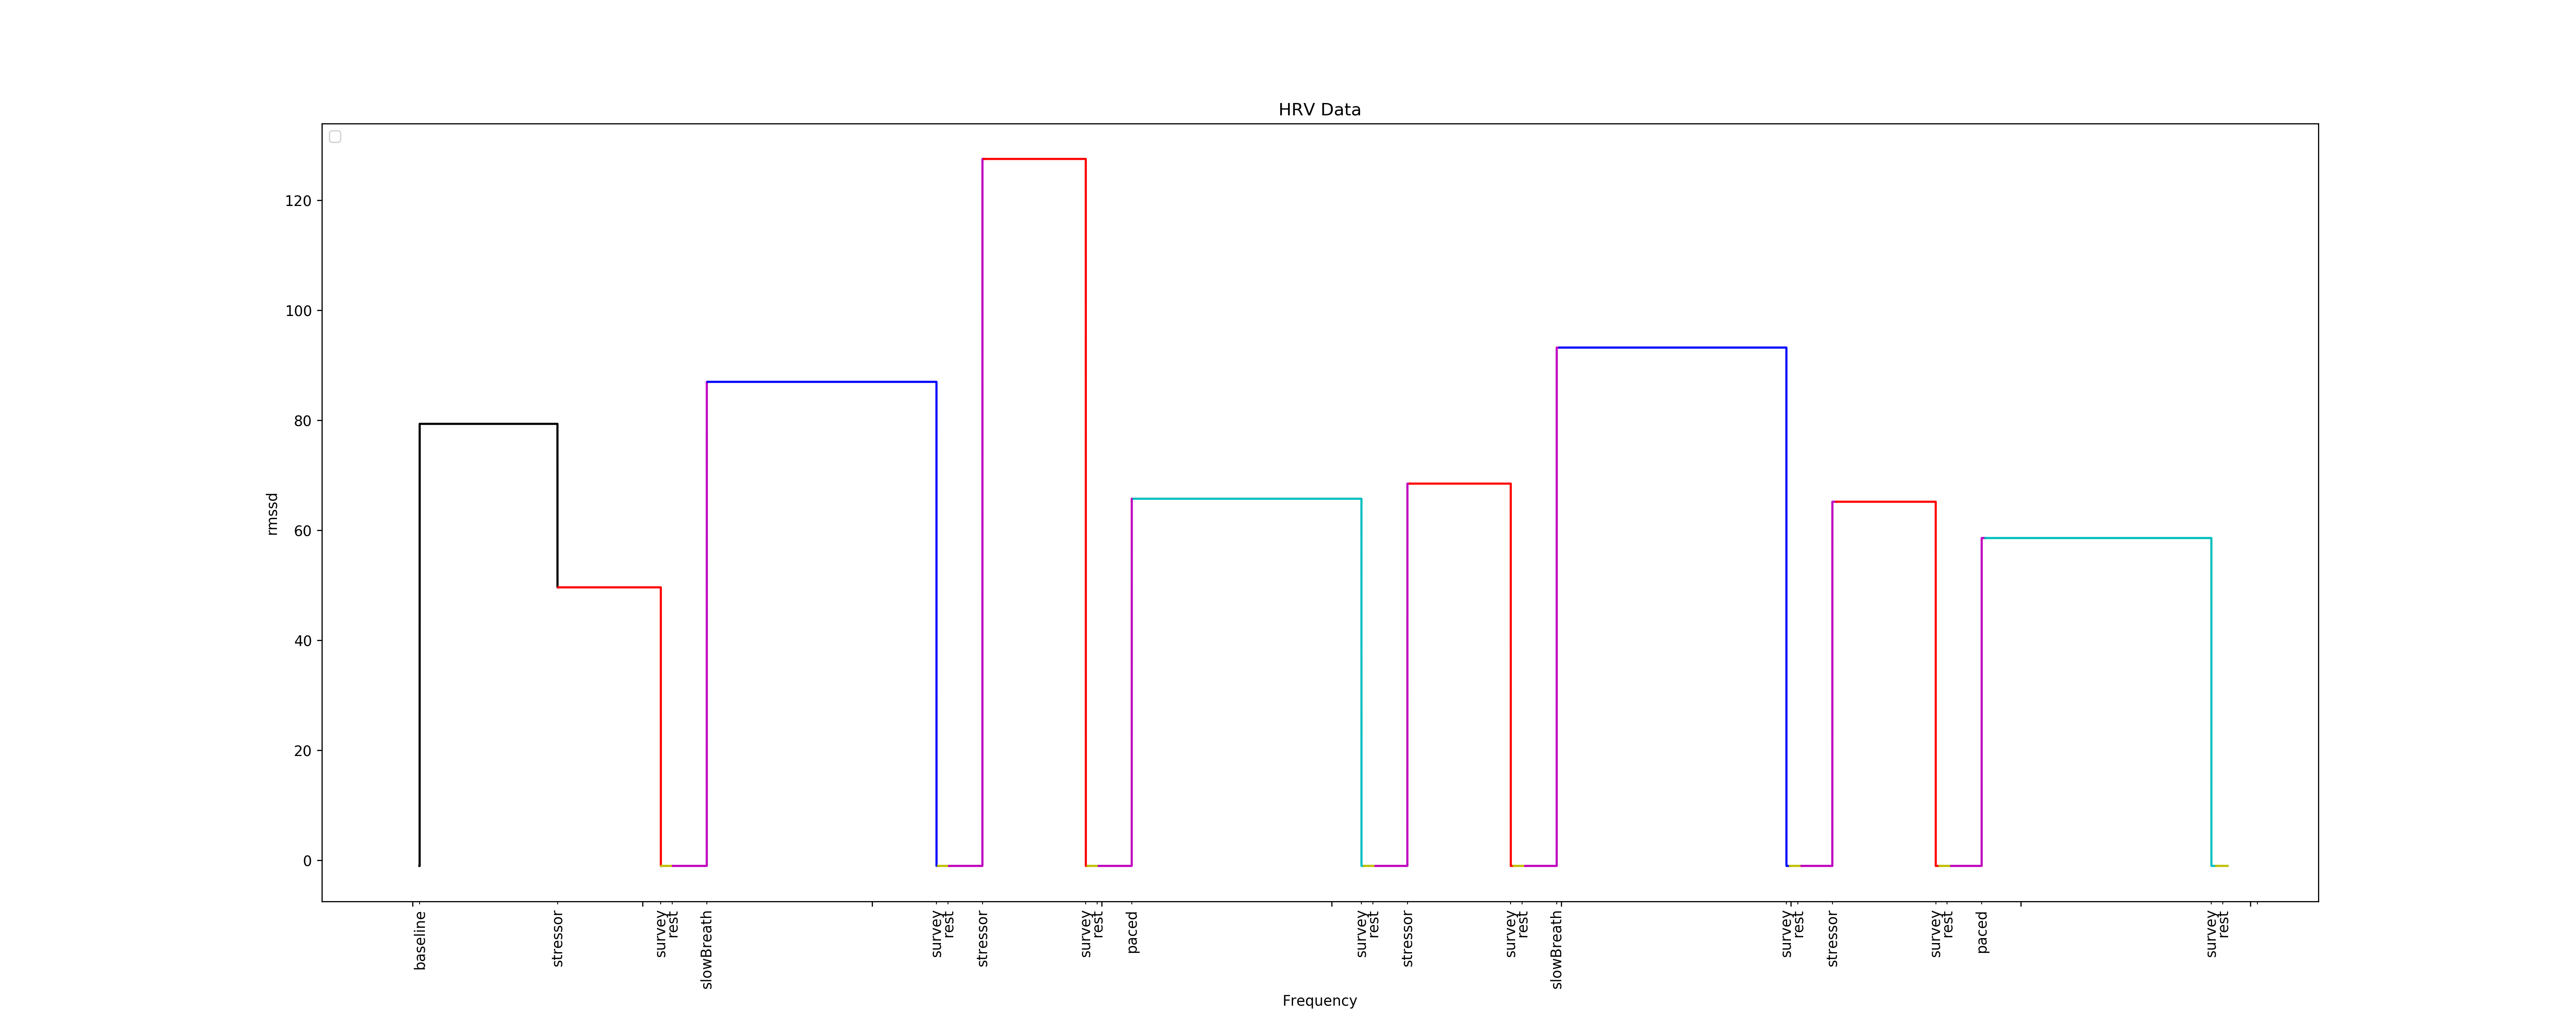 HRV Data
120
100
80
60
40
20
0
rmssd
baseline
stressor
survey
rest
slowBreath
survey
rest
stressor
survey
rest
paced
survey
rest
stressor
survey
rest
slowBreath
survey
rest
stressor
survey
rest
paced
survey
rest
Frequency